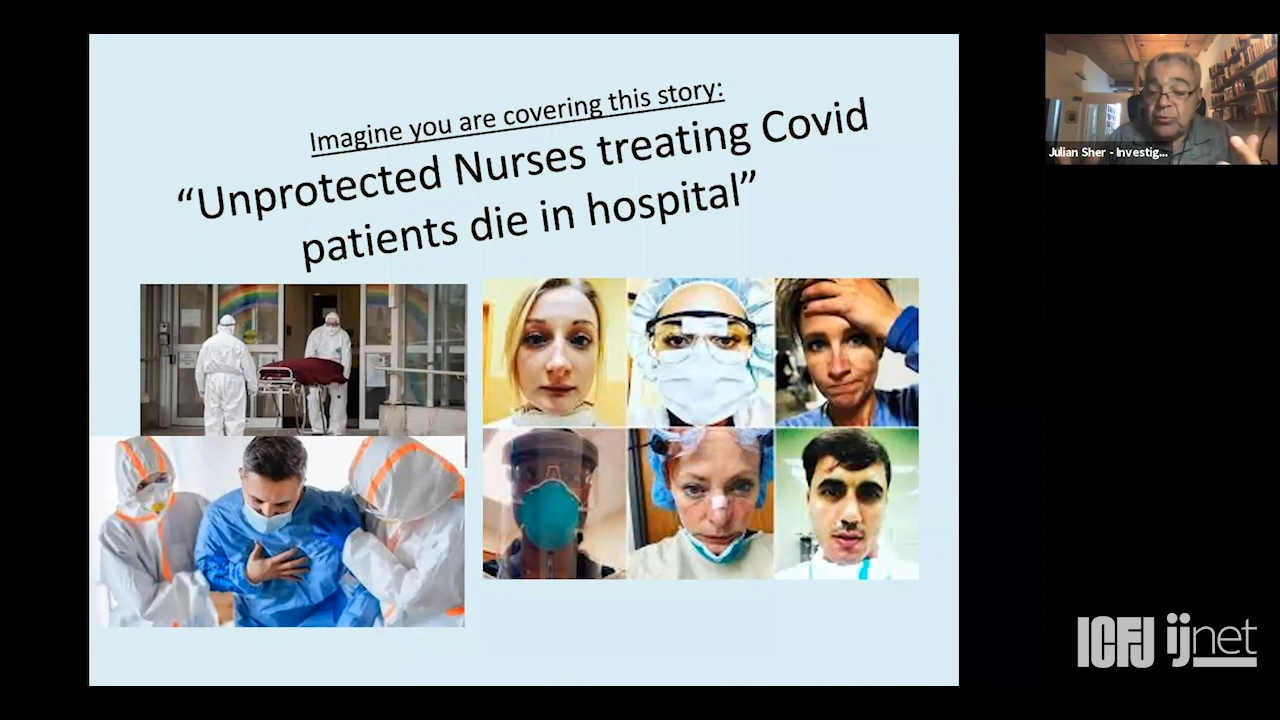 Imagine you are covering this story:
“Unprotected Nurses treating Covid
patients die in hospital”
Julian Sher - Investig...
ICFJ ijnet